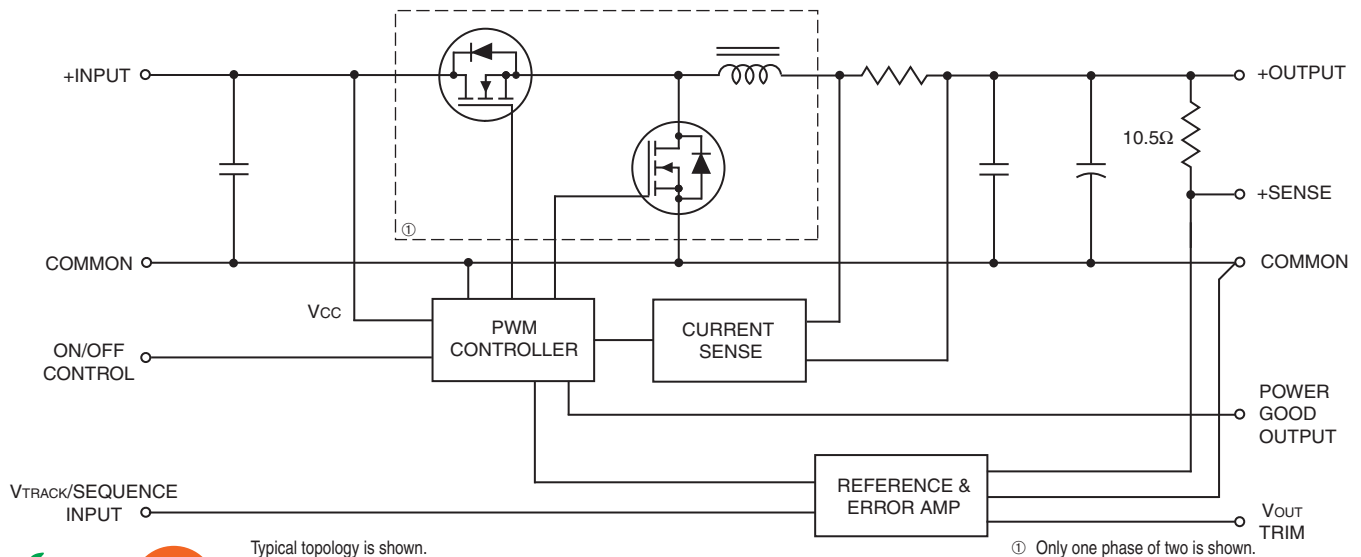 +INPUT
+OUTPUT
10.5Ω
+SENSE
①
COMMON
COMMON
VCC
PWM
CONTROLLER
CURRENT
SENSE
ON/OFF
CONTROL
POWER
GOOD
OUTPUT
VTRACK/SEQUENCE
INPUT
REFERENCE &
ERROR AMP
VOUT
TRIM
Typical topology is shown.
① Only one phase of two is shown.